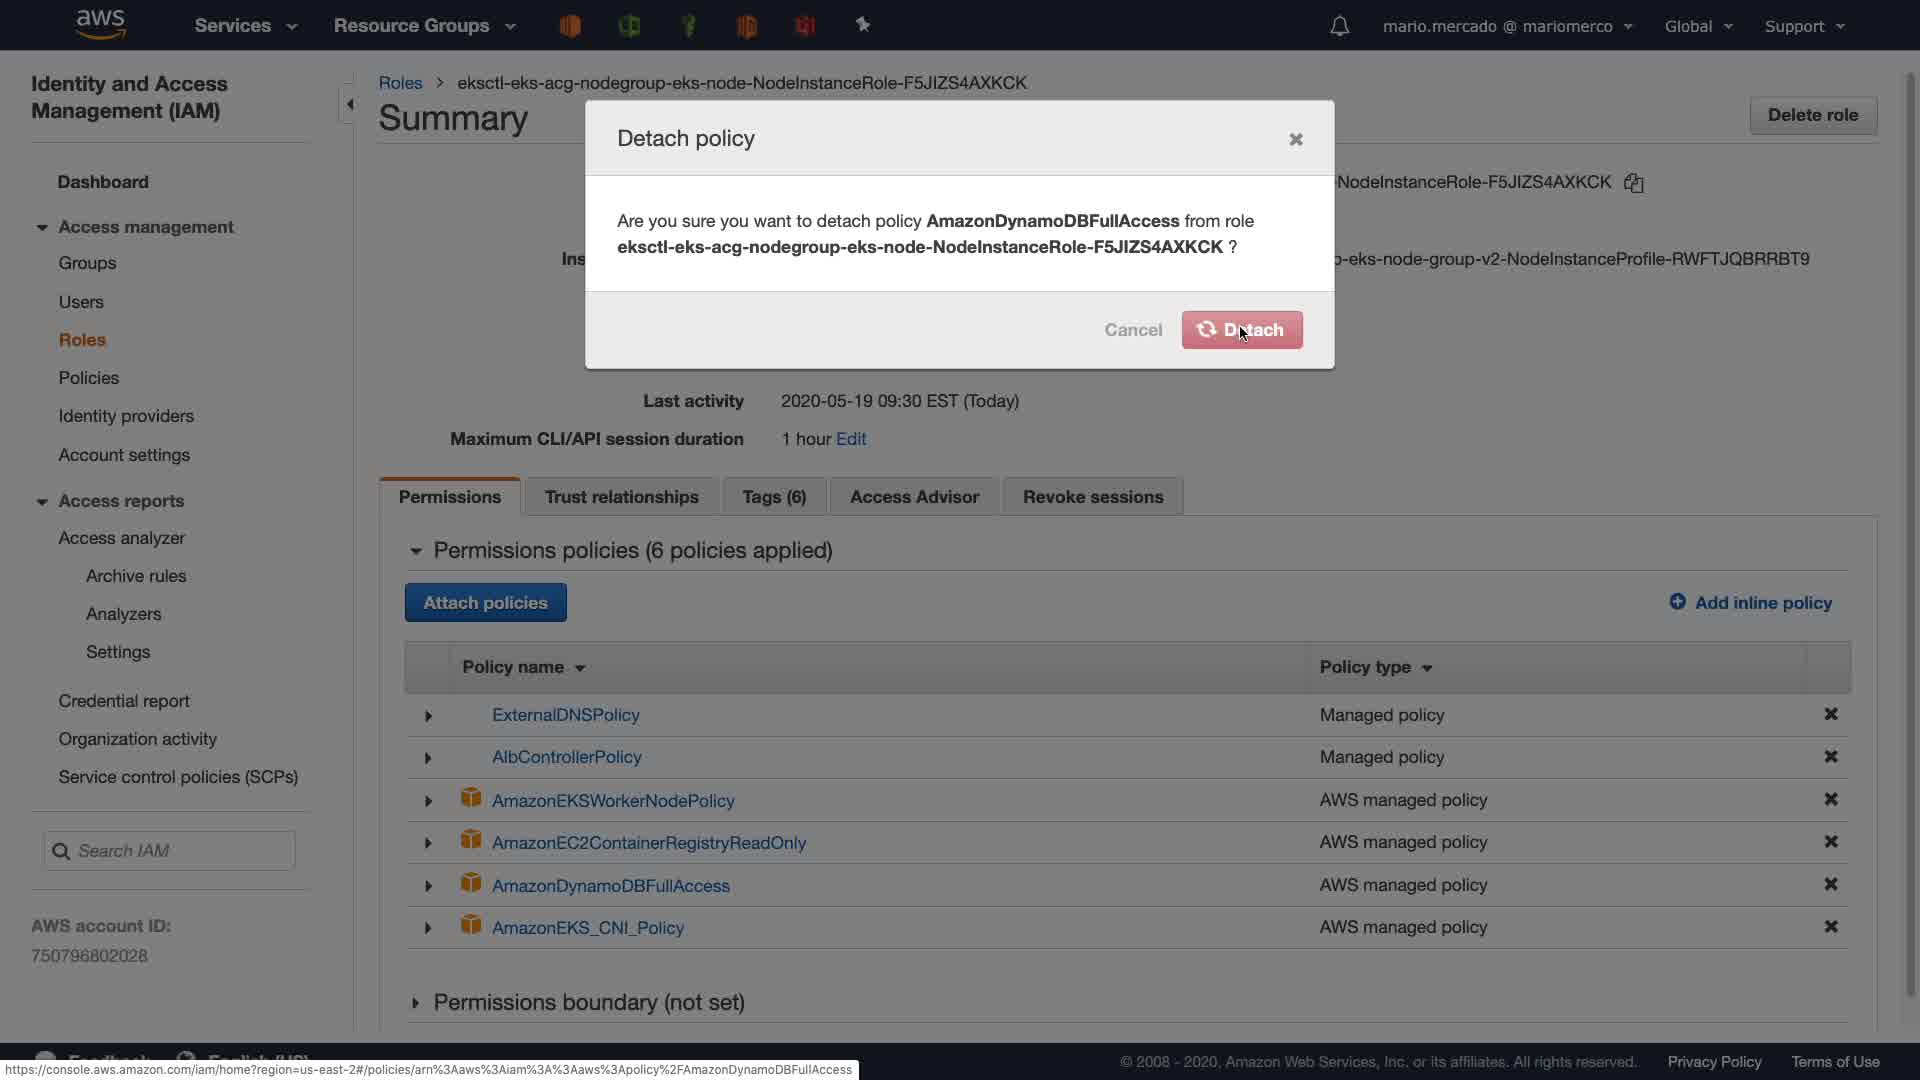 aws
Services
Resource Groups
mario.mercado @ mariomerco
Global
Support
Identity and Access
Management (IAM)
Dashboard
Access management
Groups
Users
Roles
Policies
Identity providers
Account settings
Access reports
Access analyzer
Archive rules
Analyzers
Settings
Credential report
Organization activity
Service control policies (SCPs)
Search IAM
AWS account ID:
750796802028
Roles > eksctl-eks-acg-nodegroup-eks-node-NodeInstanceRole-F5JIZS4AXKCK
Summary
Delete role
Detach policy
Are you sure you want to detach policy AmazonDynamoDBFullAccess from role
eksctl-eks-acg-nodegroup-eks-node-NodeInstanceRole-F5JIZS4AXKCK ?
Cancel
Detach
NodeInstanceRole-F5JIZS4AXKCK
-eks-node-group-v2-NodeInstanceProfile-RWFTJQBRRBT9
Last activity 2020-05-19 09:30 EST (Today)
Maximum CLI/API session duration 1 hour Edit
Permissions
Trust relationships
Tags (6)
Access Advisor
Revoke sessions
Permissions policies (6 policies applied)
Attach policies
Add inline policy
Policy name
Policy type
ExternalDNSPolicy Managed policy
AlbControllerPolicy Managed policy
AmazonEKSWorkerNodePolicy AWS managed policy
AmazonEC2ContainerRegistryReadOnly AWS managed policy
AmazonDynamoDBFullAccess AWS managed policy
AmazonEKS_CNI_Policy AWS managed policy
Permissions boundary (not set)
Feedback
English (US)
© 2008 - 2020, Amazon Web Services, Inc. or its affiliates. All rights reserved.
Privacy Policy
Terms of Use
https://console.aws.amazon.com/iam/home?region=us-east-2#/policies/arn%3Aaws%3Aiam%3A%3Aaws%3Apolicy%2FAmazonDynamoDBFullAccess